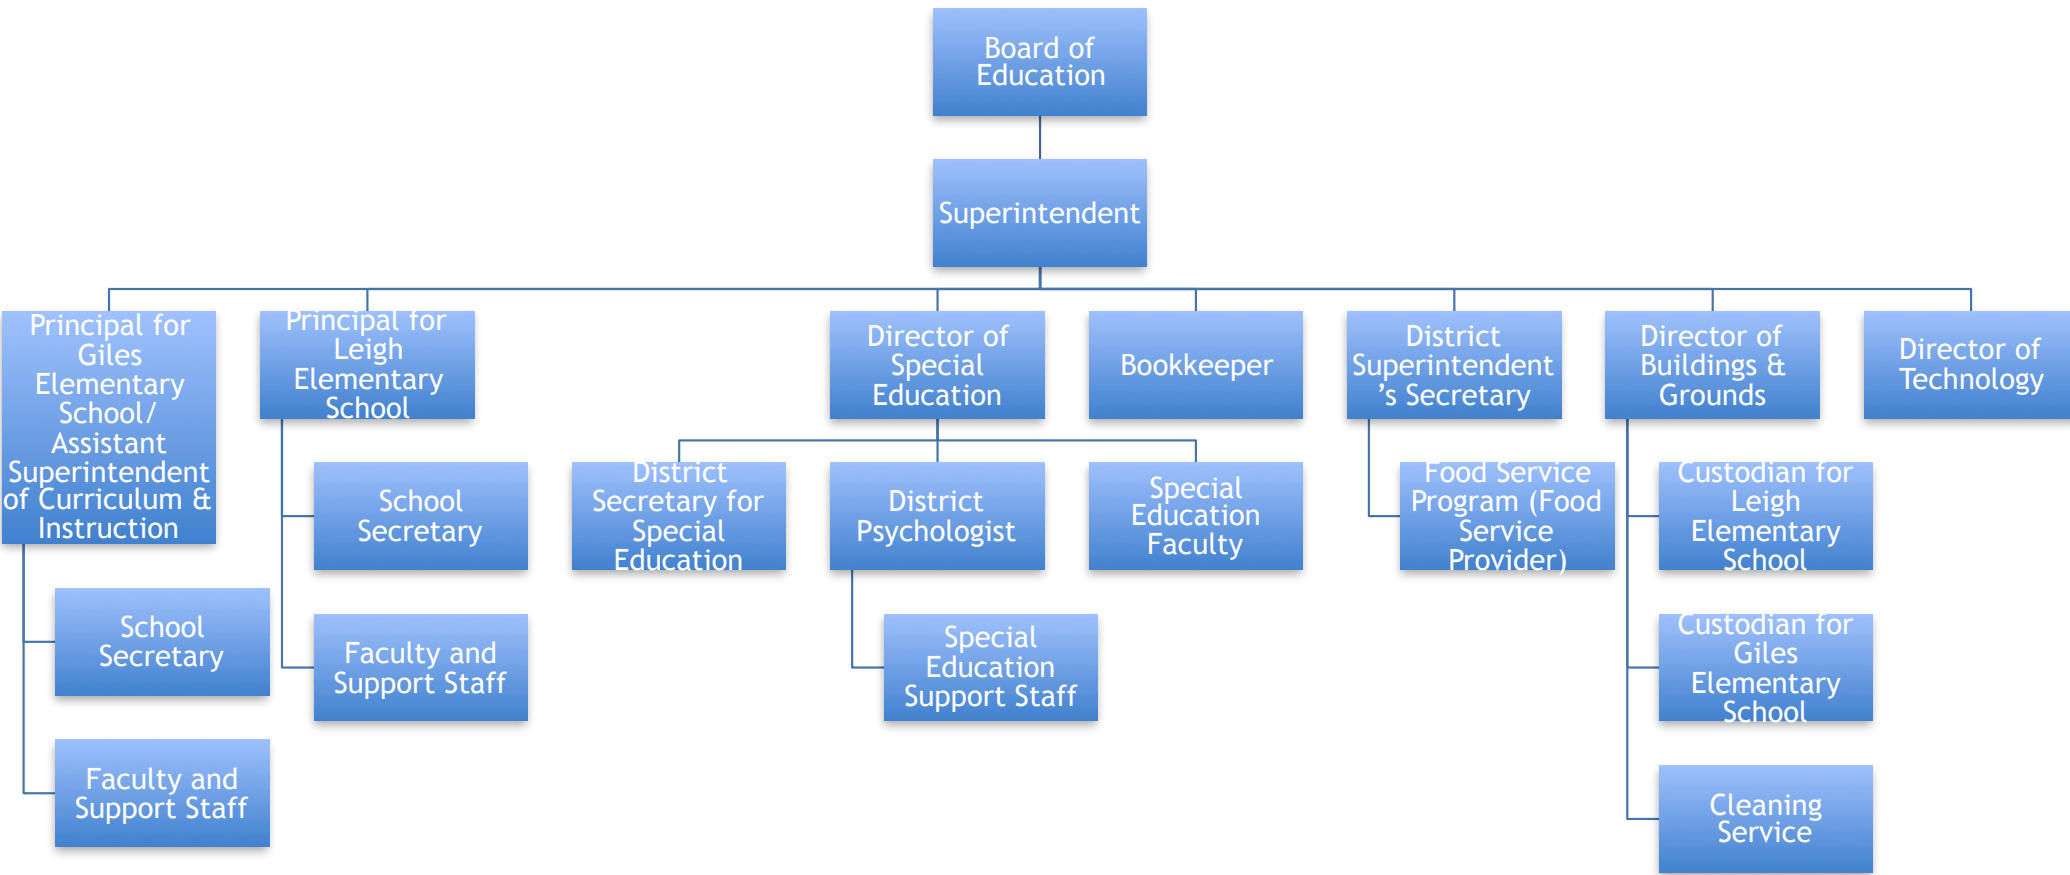 Board of
Education
Superintendent
Principal for
Giles
Elementary
School/
Assistant
Superintendent
of Curriculum &
Instruction
School
Secretary
Faculty and
Support Staff
Principal for
Leigh
Elementary
School
School
Secretary
Faculty and
Support Staff
Director of
Special
Education
District
Secretary for
Special
Education
District
Psychologist
Special
Education
Support Staff
Special
Education
Faculty
Bookkeeper
District
Superintendent
’s Secretary
Food Service
Program (Food
Service
Provider)
Director of
Buildings &
Grounds
Custodian for
Leigh
Elementary
School
Custodian for
Giles
Elementary
School
Cleaning
Service
Director of
Technology